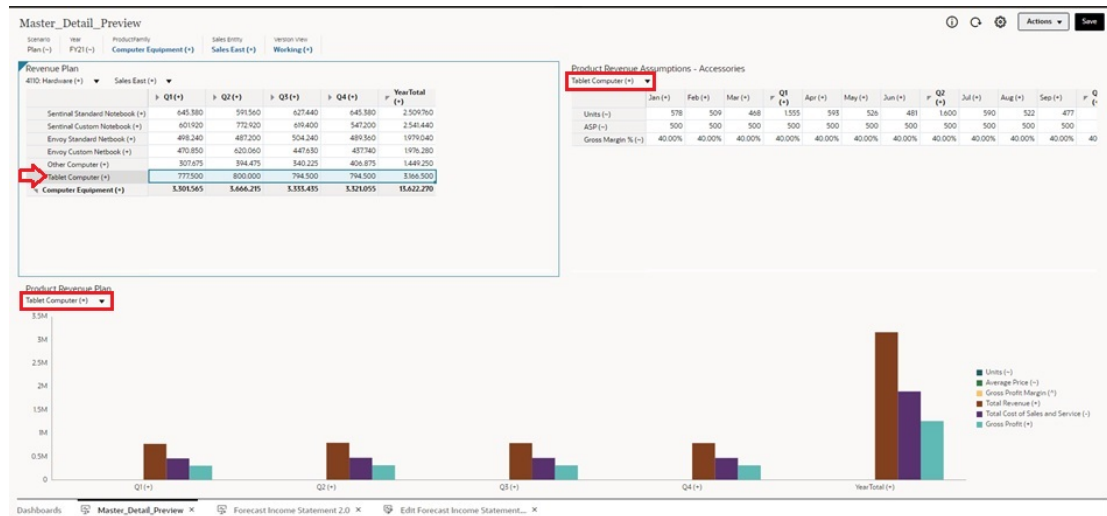 Master_Detail_Preview
Actions ▼
Save
Scenario Year ProductFamily Sales Entity Version View
Plan (~) FY21 (~) Computer Equipment (+) Sales East (+) Working (+)
Revenue Plan
4110: Hardware (+) Sales East (+)
Q1 (+) Q2 (+) Q3 (+) Q4 (+) YearTotal (+)
Sentinal Standard Notebook (+) 645.380 591.560 627.440 645.380 2.509.760
Sentinal Custom Notebook (+) 601.920 772.920 619.400 547.200 2.541.440
Envoy Standard Netbook (+) 498.240 487.200 504.240 489.360 1.979.040
Envoy Custom Netbook (+) 470.850 620.060 447.630 437.740 1.976.280
Other Computer (+) 307.675 394.475 340.225 406.875 1.449.250
Tablet Computer (+) 777.500 800.000 794.500 794.500 3.166.500
Computer Equipment (+) 3.301.565 3.666.215 3.333.435 3.321.055 13.622.270
Product Revenue Assumptions - Accessories
Tablet Computer (+)
Jan (+) Feb (+) Mar (+) Q1 (+) Apr (+) May (+) Jun (+) Q2 (+) Jul (+) Aug (+) Sep (+)
Units (~) 578 509 468 1.555 593 526 481 1.600 590 522 477
ASP (~) 500 500 500 500 500 500 500 500 500 500 500
Gross Margin % (~) 40.00% 40.00% 40.00% 40.00% 40.00% 40.00% 40.00% 40.00% 40.00% 40.00% 40.00% 40
Product Revenue Plan
Tablet Computer (+)
3.5M
3M
2.5M
2M
1.5M
1M
0.5M
0
Q1 (+) Q2 (+) Q3 (+) Q4 (+) YearTotal (+)
Units (~)
Average Price (~)
Gross Profit Margin (^)
Total Revenue (+)
Total Cost of Sales and Service (-)
Gross Profit (+)
Dashboards Master_Detail_Preview × Forecast Income Statement 2.0 × Edit Forecast Income Statement... ×